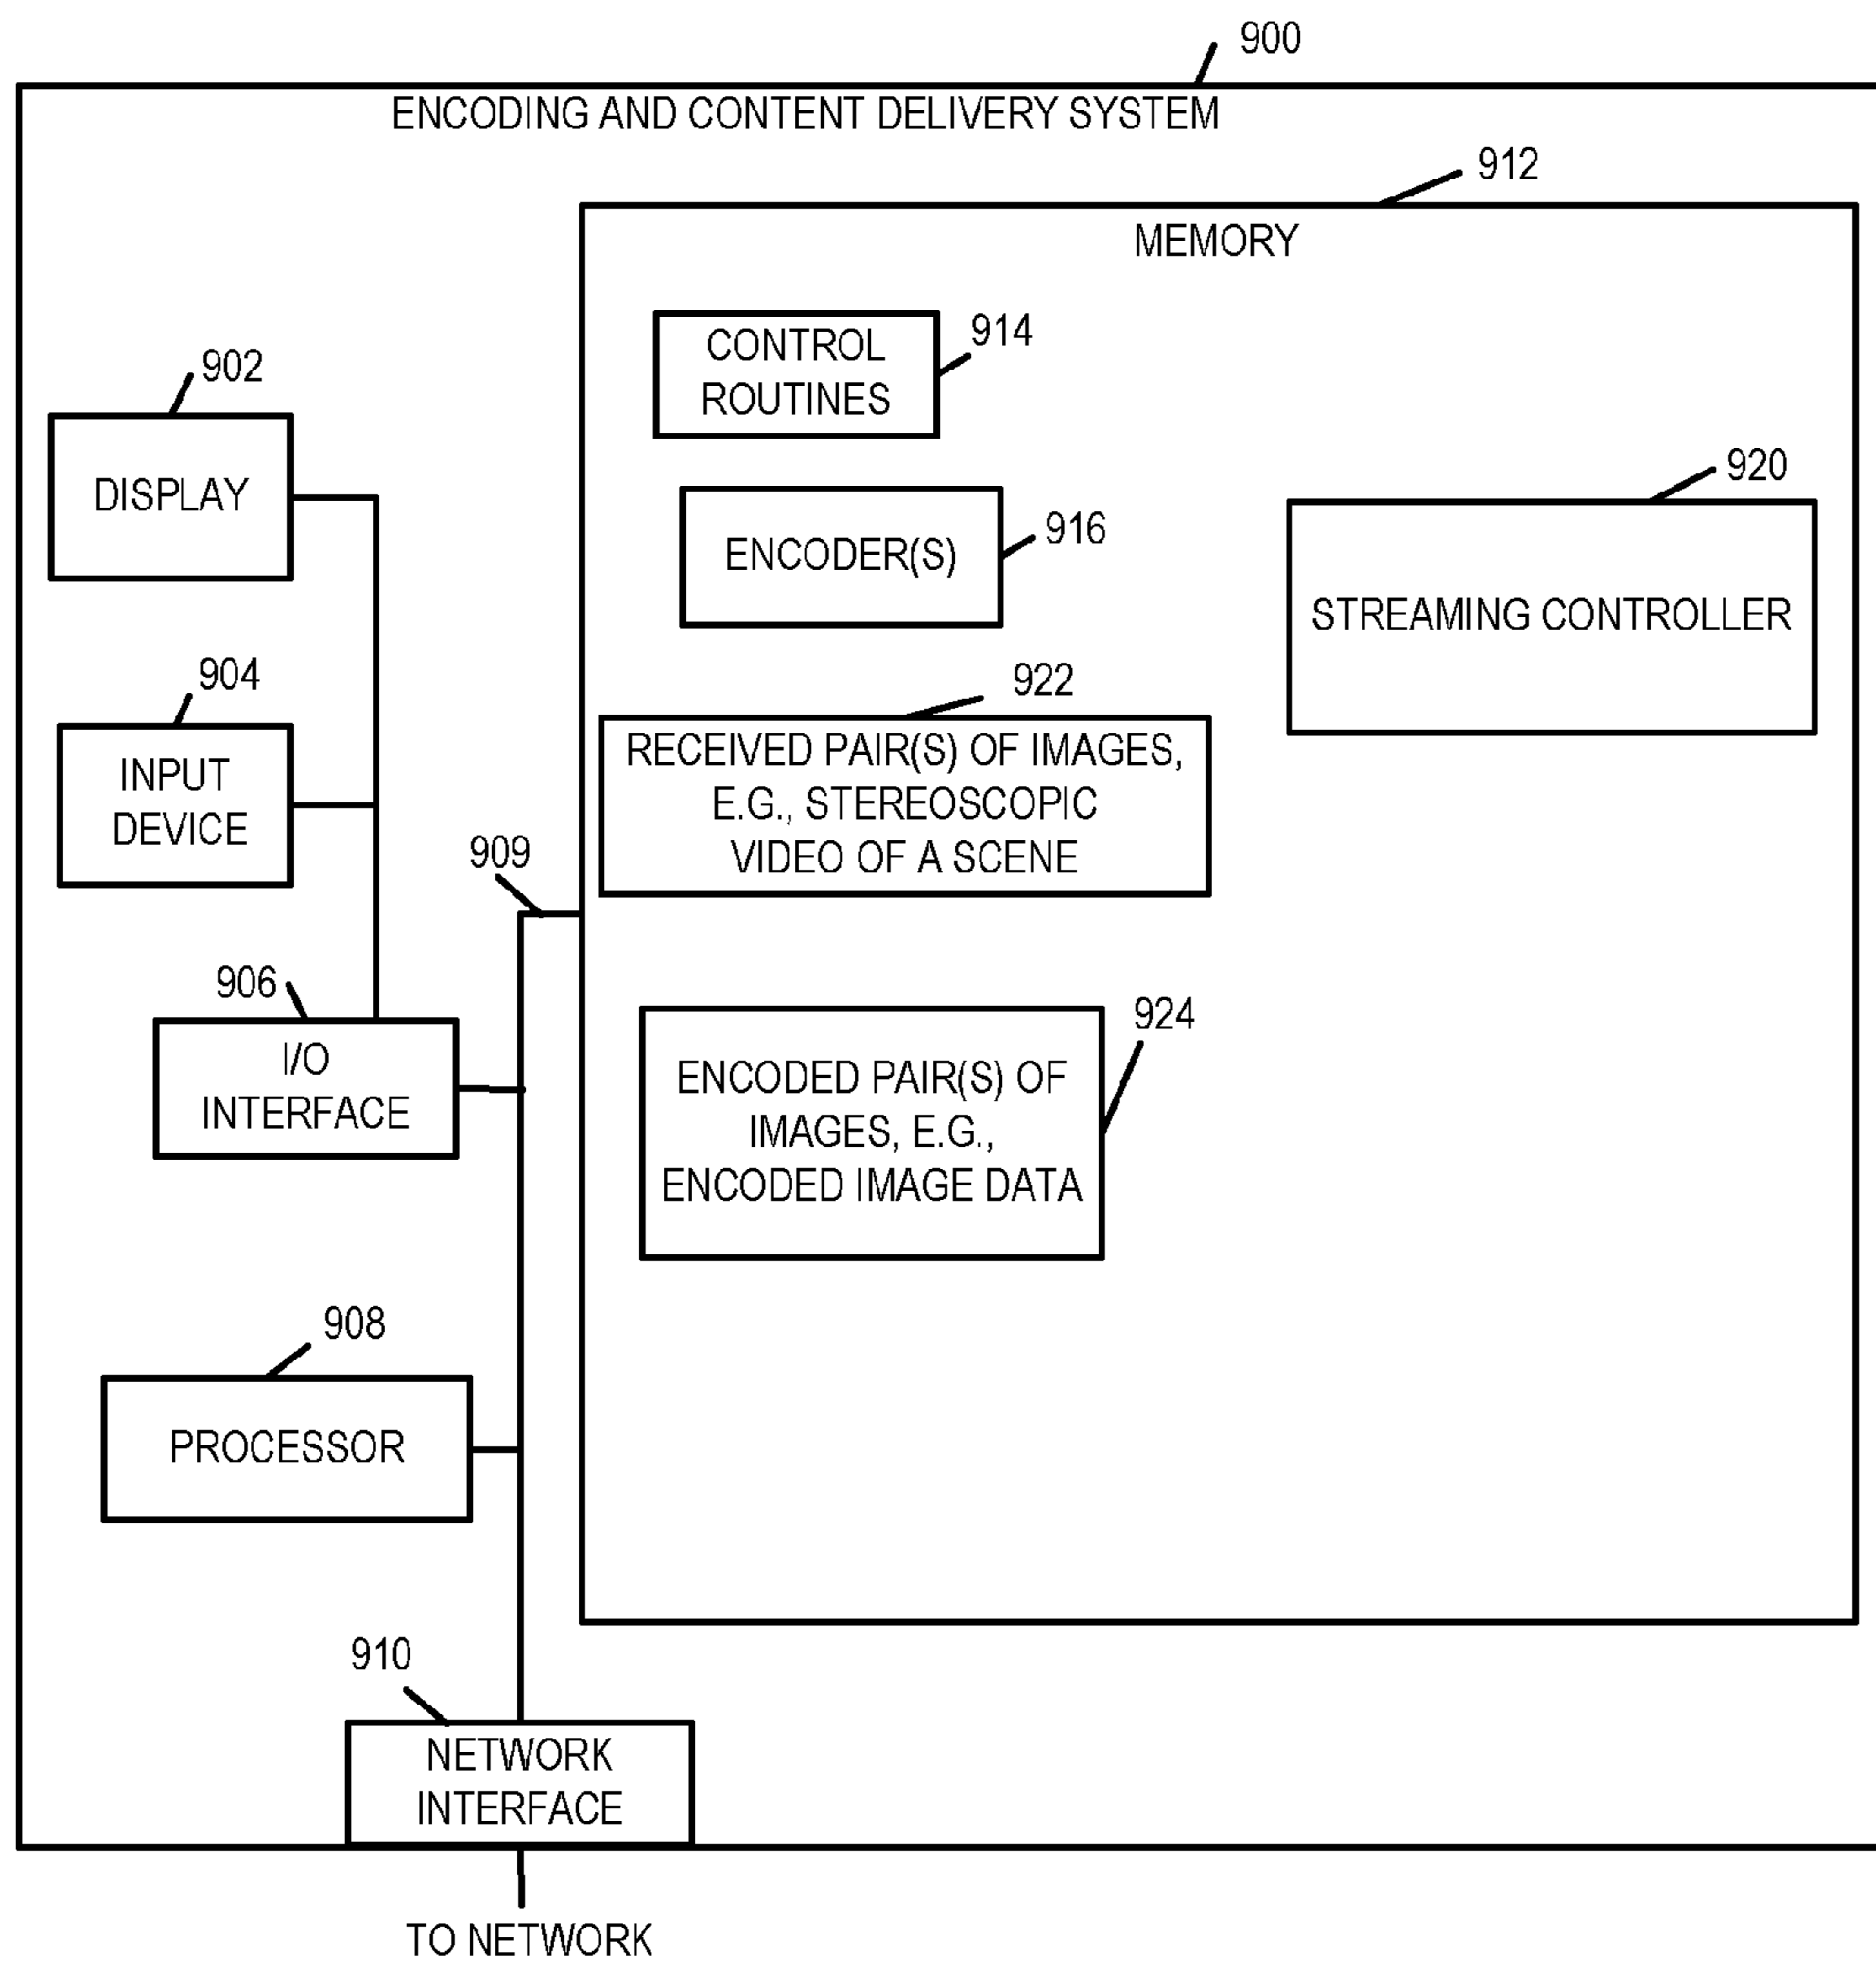 900
ENCODING AND CONTENT DELIVERY SYSTEM
912
MEMORY
914
CONTROL
ROUTINES
902
DISPLAY
920
STREAMING CONTROLLER
916
ENCODER(S)
904
INPUT
DEVICE
922
RECEIVED PAIR(S) OF IMAGES,
E.G., STEREOSCOPIC
VIDEO OF A SCENE
909
906
I/O
INTERFACE
924
ENCODED PAIR(S) OF
IMAGES, E.G.,
ENCODED IMAGE DATA
908
PROCESSOR
910
NETWORK
INTERFACE
TO NETWORK